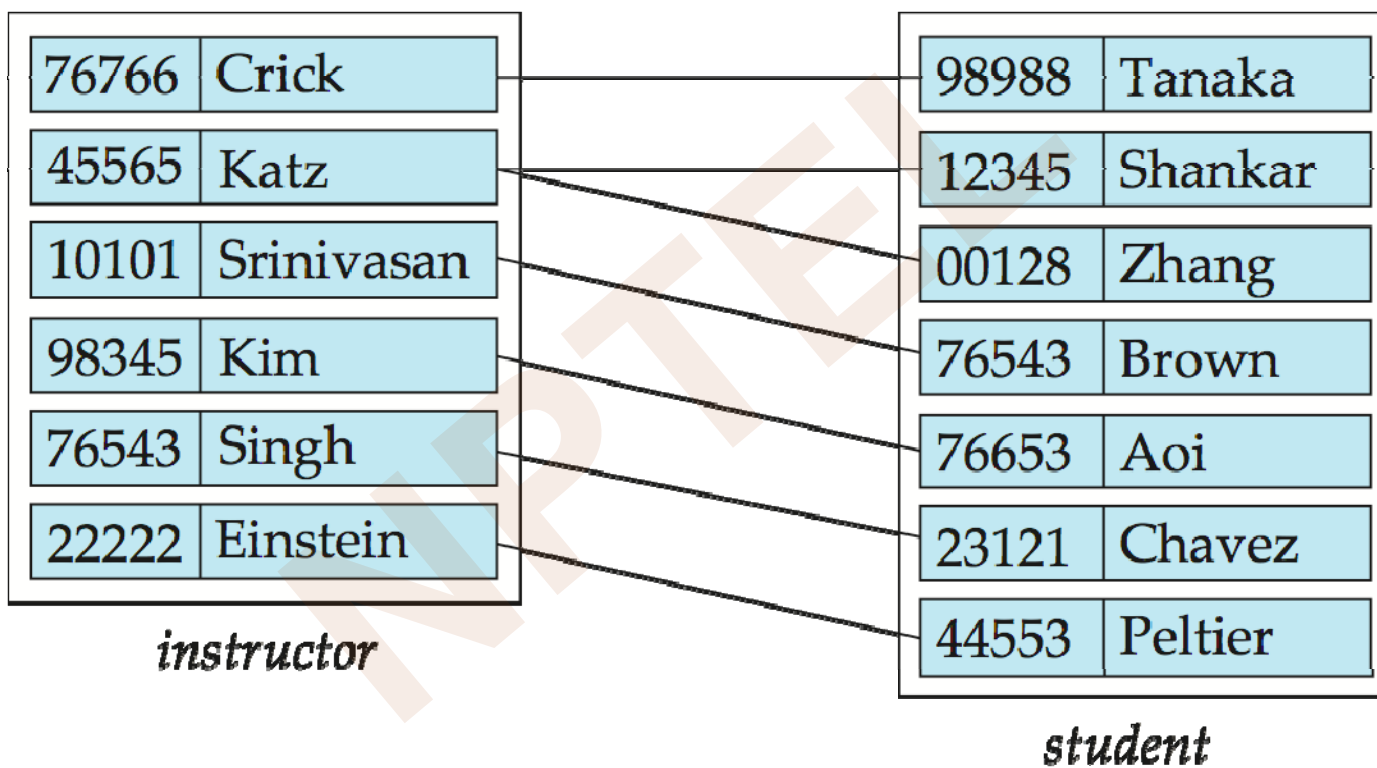 76766 Crick
45565 Katz
10101 Srinivasan
98345 Kim
76543 Singh
22222 Einstein
instructor
98988 Tanaka
12345 Shankar
00128 Zhang
76543 Brown
76653 Aoi
23121 Chavez
44553 Peltier
student
NPTEL